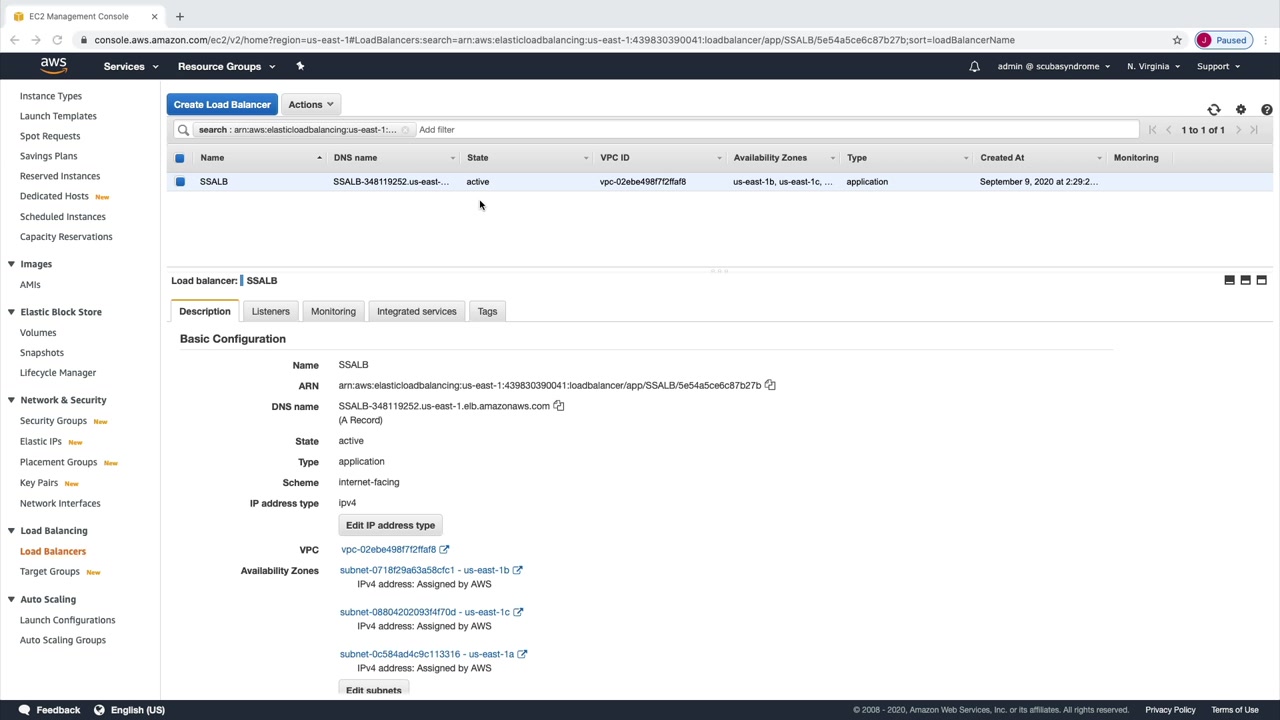 EC2 Management Console
console.aws.amazon.com/ec2/v2/home?region=us-east-1#LoadBalancers:search=arn:aws:elasticloadbalancing:us-east-1:439830390041:loadbalancer/app/SSALB/5e54a5ce6c87b27b;sort=loadBalancerName
J Paused
aws Services Resource Groups admin @ scubasyndrome N. Virginia Support
Instance Types
Launch Templates
Spot Requests
Savings Plans
Reserved Instances
Dedicated Hosts New
Scheduled Instances
Capacity Reservations
Images
AMIs
Elastic Block Store
Volumes
Snapshots
Lifecycle Manager
Network & Security
Security Groups New
Elastic IPs New
Placement Groups New
Key Pairs New
Network Interfaces
Load Balancing
Load Balancers
Target Groups New
Auto Scaling
Launch Configurations
Auto Scaling Groups
Create Load Balancer Actions
search : arn:aws:elasticloadbalancing:us-east-1:... Add filter 1 to 1 of 1
Name DNS name State VPC ID Availability Zones Type Created At Monitoring
SSALB SSALB-348119252.us-east-... active vpc-02ebe498f7f2ffaf8 us-east-1b, us-east-1c, ... application September 9, 2020 at 2:29:2...
Load balancer: SSALB
Description Listeners Monitoring Integrated services Tags
Basic Configuration
Name SSALB
ARN arn:aws:elasticloadbalancing:us-east-1:439830390041:loadbalancer/app/SSALB/5e54a5ce6c87b27b
DNS name SSALB-348119252.us-east-1.elb.amazonaws.com
(A Record)
State active
Type application
Scheme internet-facing
IP address type ipv4
Edit IP address type
VPC vpc-02ebe498f7f2ffaf8
Availability Zones subnet-0718f29a63a58cfc1 - us-east-1b
IPv4 address: Assigned by AWS
subnet-08804202093f4f70d - us-east-1c
IPv4 address: Assigned by AWS
subnet-0c584ad4c9c113316 - us-east-1a
IPv4 address: Assigned by AWS
Edit subnets
Feedback English (US) © 2008 - 2020, Amazon Web Services, Inc. or its affiliates. All rights reserved. Privacy Policy Terms of Use